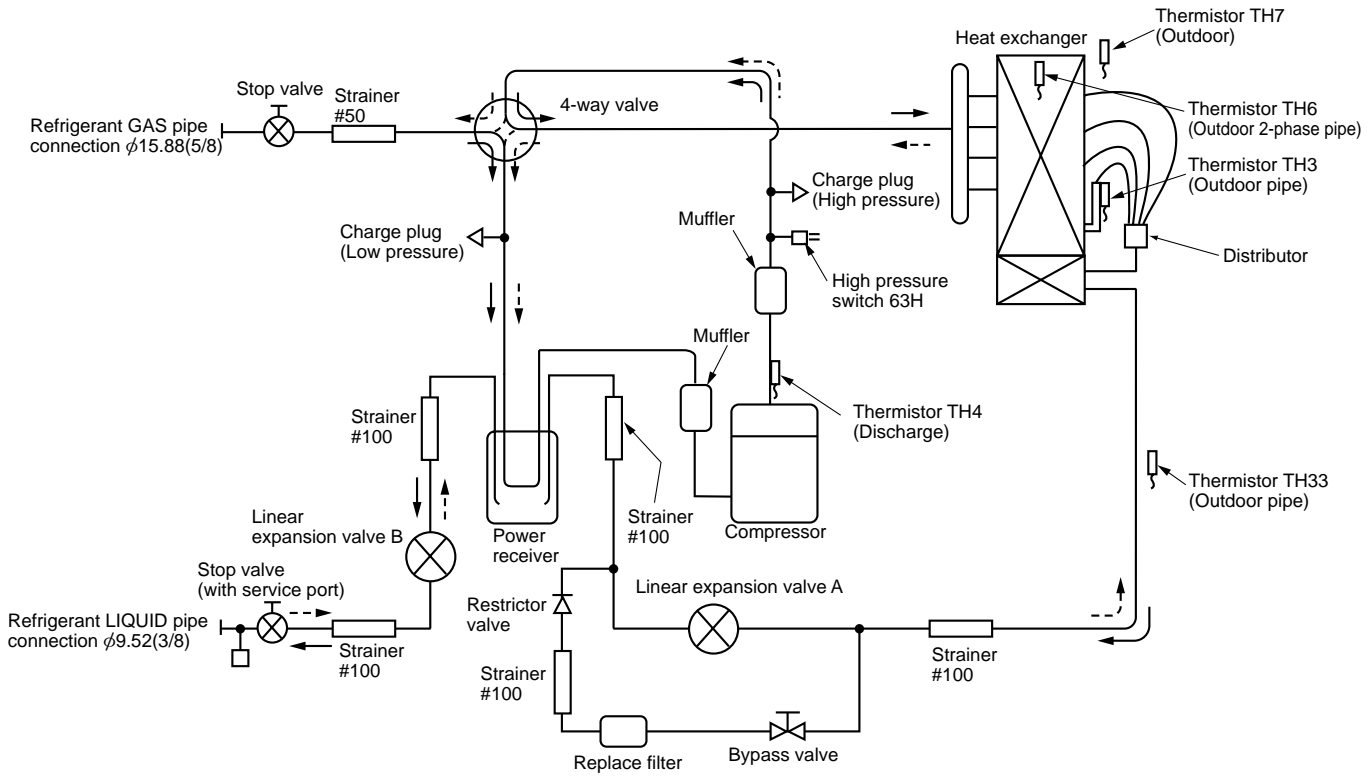 Thermistor TH7
(Outdoor)
Heat exchanger
Stop valve
Strainer
#50
4-way valve
Thermistor TH6
(Outdoor 2-phase pipe)
Refrigerant GAS pipe
connection ϕ15.88(5/8)
Thermistor TH3
(Outdoor pipe)
Charge plug
(High pressure)
Muffler
Charge plug
(Low pressure)
Distributor
High pressure
switch 63H
Muffler
Strainer
#100
Thermistor TH4
(Discharge)
Thermistor TH33
(Outdoor pipe)
Linear
expansion valve B
Power
receiver
Strainer
#100
Compressor
Stop valve
(with service port)
Restrictor
valve
Linear expansion valve A
Refrigerant LIQUID pipe
connection ϕ9.52(3/8)
Strainer
#100
Strainer
#100
Strainer
#100
Replace filter
Bypass valve